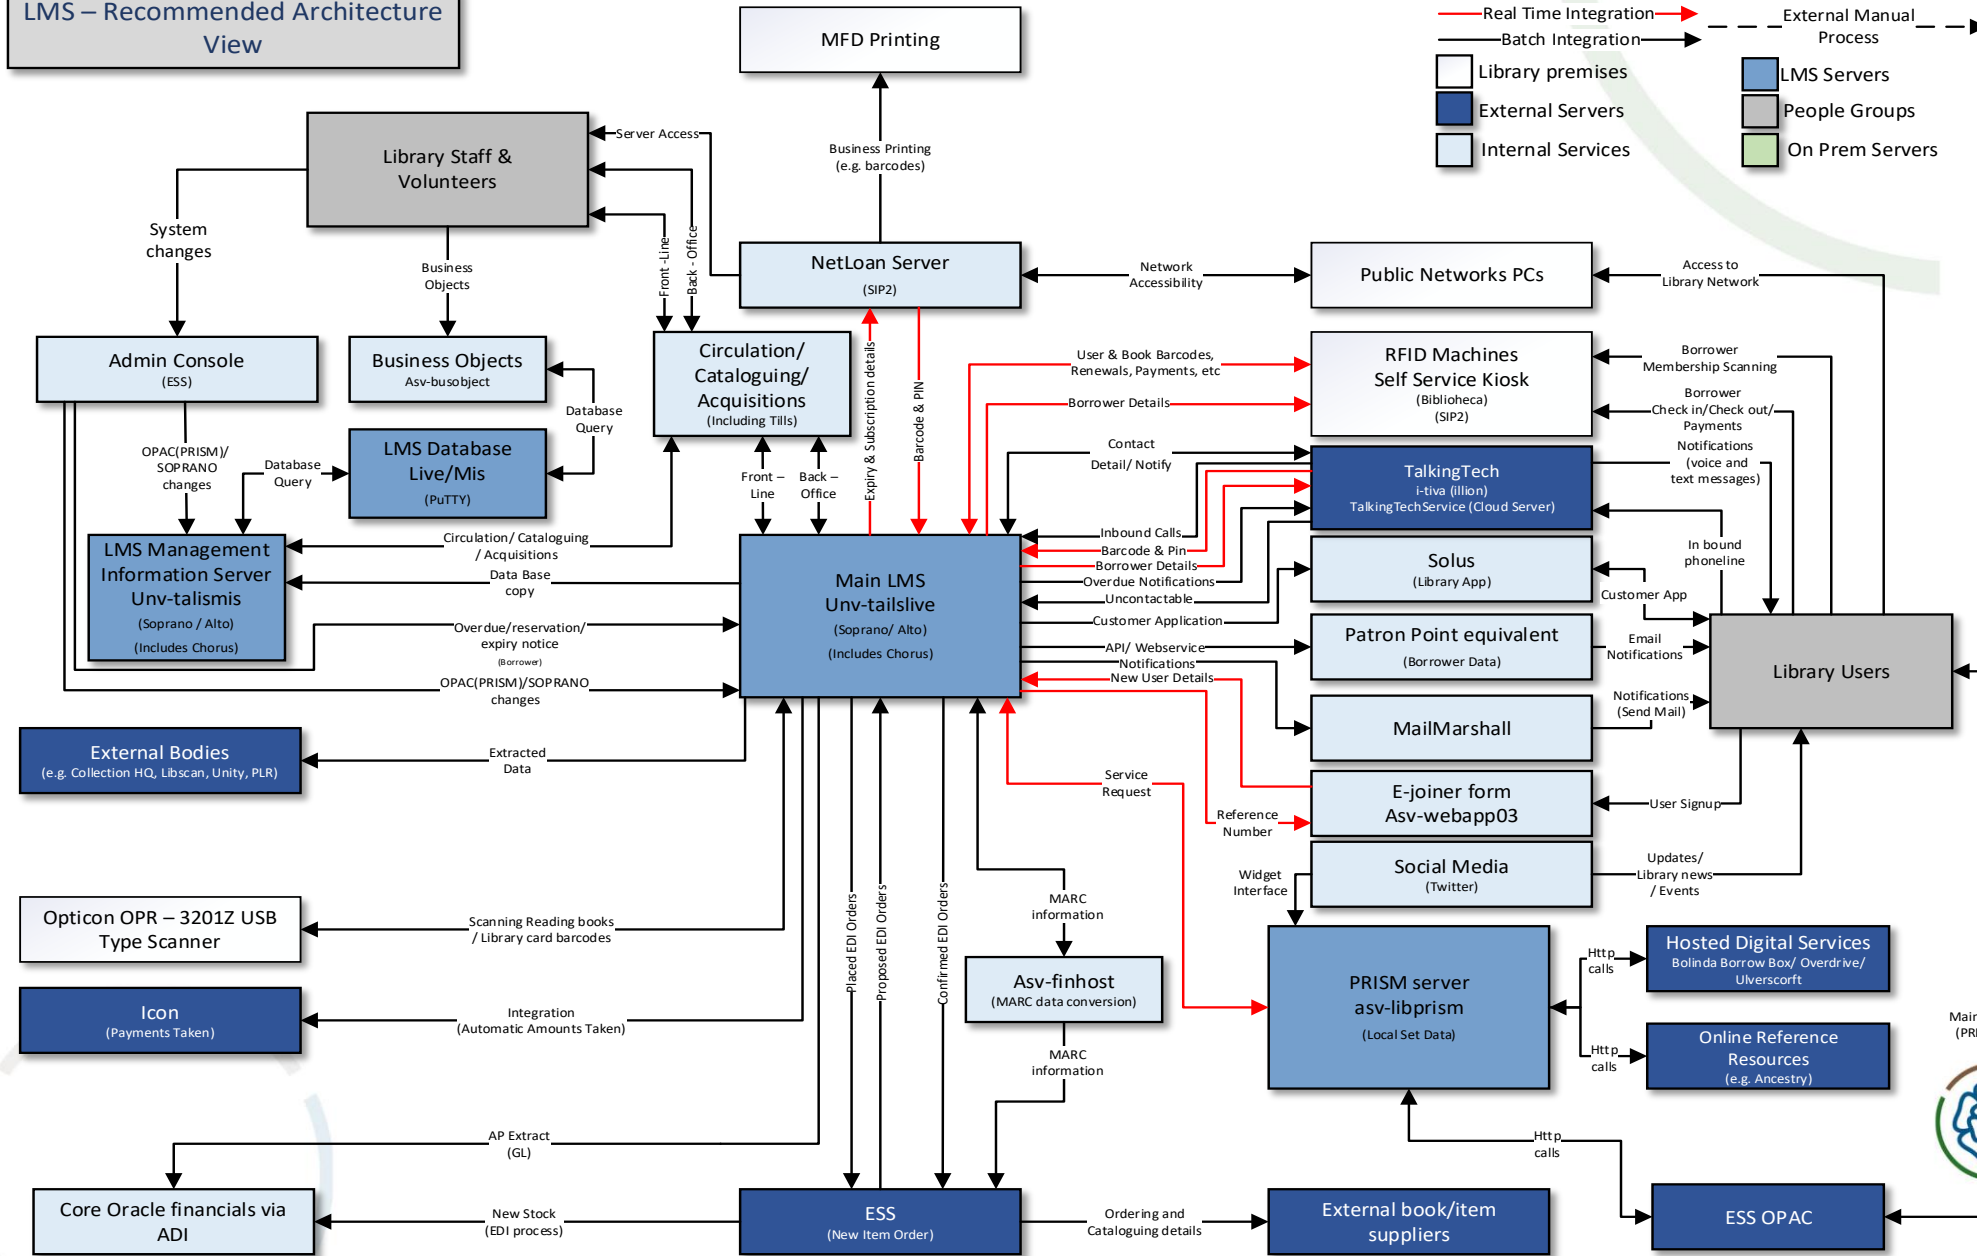 LMS – Recommended Architecture
View
MFD Printing
Real Time Integration
External Manual
Process
Batch Integration
Library premises
LMS Servers
External Servers
People Groups
Internal Services
On Prem Servers
Library Staff &
Volunteers
Server Access
Business Printing
(e.g. barcodes)
System
changes
Business
Objects
Front -Line
Back - Office
NetLoan Server
(SIP2)
Network
Accessibility
Public Networks PCs
Access to
Library Network
Admin Console
(ESS)
Business Objects
Asv-busobject
Circulation/
Cataloguing/
Acquisitions
(Including Tills)
Expiry & Subscription details
Barcode & PIN
User & Book Barcodes,
Renewals, Payments, etc
Borrower Details
RFID Machines
Self Service Kiosk
(Biblioheca)
(SIP2)
Borrower
Membership Scanning
Borrower
Check in/Check out/
Payments
Database
Query
OPAC(PRISM)/
SOPRANO
changes
Database
Query
LMS Database
Live/Mis
(PuTTY)
Front –
Line
Back –
Office
Contact
Detail/ Notify
TalkingTech
i-tiva (illion)
TalkingTechService (Cloud Server)
Notifications
(voice and
text messages)
LMS Management
Information Server
Unv-talismis
(Soprano / Alto)
(Includes Chorus)
Circulation/ Cataloguing
/ Acquisitions
Data Base
copy
Main LMS
Unv-tailslive
(Soprano/ Alto)
(Includes Chorus)
Inbound Calls
Barcode & Pin
Borrower Details
Overdue Notifications
Uncontactable
Customer Application
API/ Webservice
Notifications
New User Details
Solus
(Library App)
In bound
phoneline
Customer App
Patron Point equivalent
(Borrower Data)
Email
Notifications
Library Users
Overdue/reservation/
expiry notice
(Borrower)
OPAC(PRISM)/SOPRANO
changes
MailMarshall
Notifications
(Send Mail)
External Bodies
(e.g. Collection HQ, Libscan, Unity, PLR)
Extracted
Data
Service
Request
Reference
Number
E-joiner form
Asv-webapp03
User Signup
Social Media
(Twitter)
Widget
Interface
Updates/
Library news
/ Events
Opticon OPR – 3201Z USB
Type Scanner
Scanning Reading books
/ Library card barcodes
Placed EDI Orders
Proposed EDI Orders
Confirmed EDI Orders
MARC
information
Asv-finhost
(MARC data conversion)
MARC
information
PRISM server
asv-libprism
(Local Set Data)
Http
calls
Hosted Digital Services
Bolinda Borrow Box/ Overdrive/
Ulverscorft
Http
calls
Online Reference
Resources
(e.g. Ancestry)
Icon
(Payments Taken)
Integration
(Automatic Amounts Taken)
AP Extract
(GL)
Http
calls
Core Oracle financials via
ADI
New Stock
(EDI process)
ESS
(New Item Order)
Ordering and
Cataloguing details
External book/item
suppliers
ESS OPAC